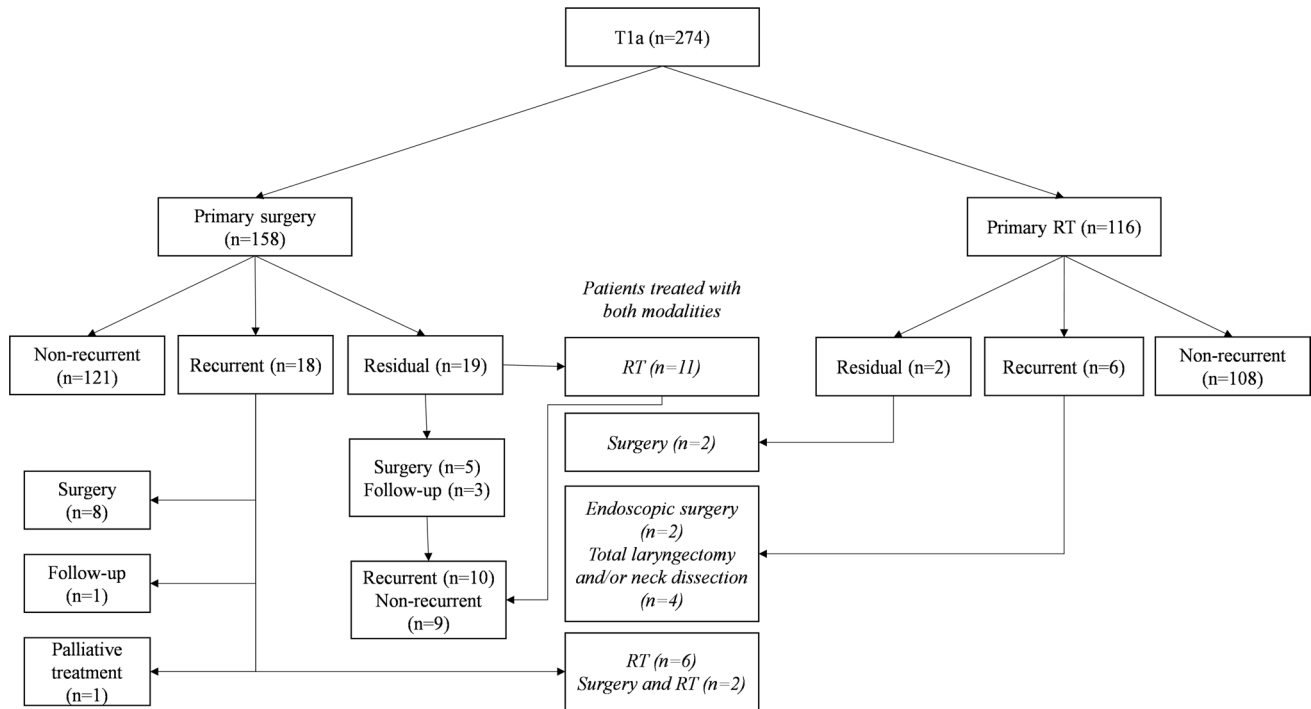 T1a (n=274)
Primary surgery
(n=158)
Primary RT (n=116)
Patients treated with
both modalities
Non-recurrent
(n=121)
Recurrent (n=18)
Residual (n=19)
RT (n=11)
Residual (n=2)
Recurrent (n=6)
Non-recurrent
(n=108)
Surgery (n=2)
Surgery (n=5)
Follow-up (n=3)
Surgery
(n=8)
Endoscopic surgery
(n=2)
Total laryngectomy
and/or neck dissection
(n=4)
Follow-up
(n=1)
Recurrent (n=10)
Non-recurrent
(n=9)
Palliative
treatment
(n=1)
RT (n=6)
Surgery and RT (n=2)